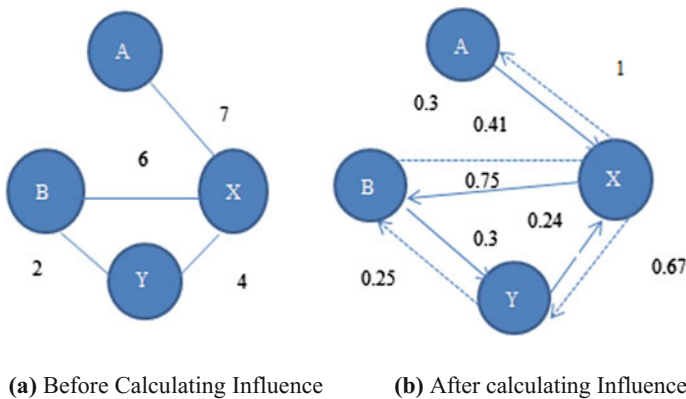 A
7
6
B
X
2
Y
4
A
1
0.3
0.41
B
X
0.75
0.24
0.3
0.25
Y
0.67
(a) Before Calculating Influence
(b) After calculating Influence